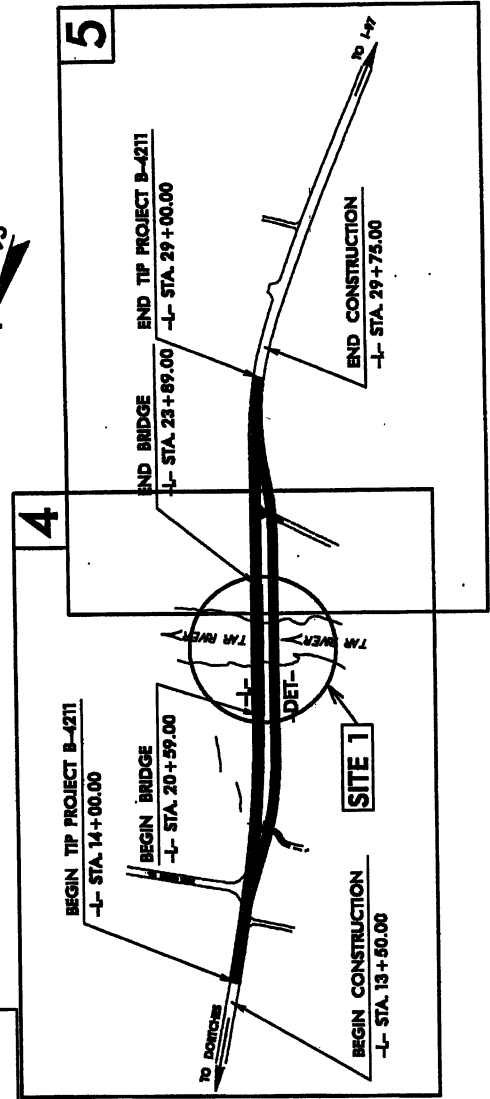 5
4
95
BEGIN TIP PROJECT B-4211
-L- STA. 14+00.00
BEGIN BRIDGE
-L- STA. 20+59.00
END BRIDGE
-L- STA. 23+89.00
END TIP PROJECT B-4211
-L- STA. 29+00.00
TO DORTCHES
TAR RIVER
TAR RIVER
-L-
-DET-
TO I-97
SITE 1
BEGIN CONSTRUCTION
-L- STA. 13+50.00
END CONSTRUCTION
-L- STA. 29+75.00